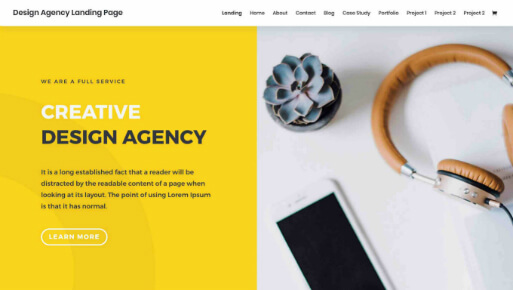 Design Agency Landing Page
Landing Home About Contact Blog Case Study Portfolio Project 1 Project 2 Project 3
WE ARE A FULL SERVICE
CREATIVE
DESIGN AGENCY
It is a long established fact that a reader will be
distracted by the readable content of a page when
looking at its layout. The point of using Lorem Ipsum
is that it has normal.
LEARN MORE